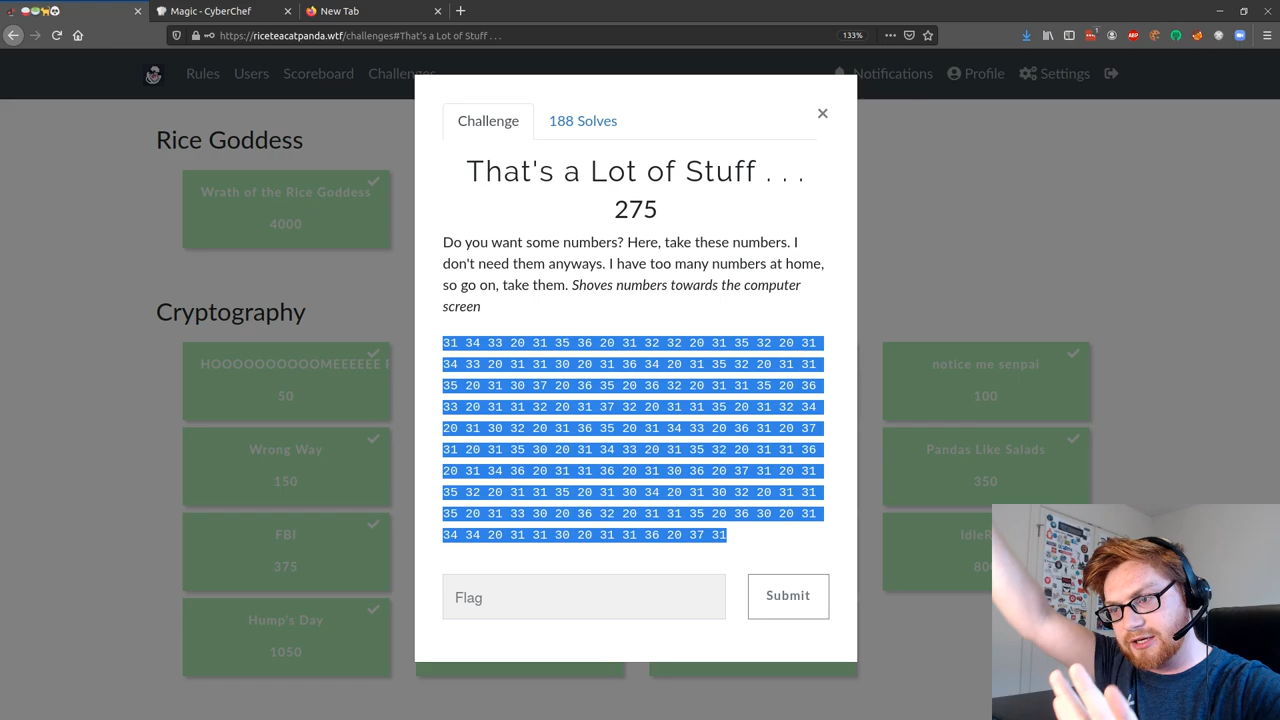 Magic - CyberChef
New Tab
https://riceteacatpanda.wtf/challenges#That's a Lot of Stuff . . .
133%
Rules
Users
Scoreboard
Challenges
Notifications
Profile
Settings
Challenge
188 Solves
×
Rice Goddess
That's a Lot of Stuff . . .
275
Wrath of the Rice Goddess
4000
Do you want some numbers? Here, take these numbers. I
don't need them anyways. I have too many numbers at home,
so go on, take them. Shoves numbers towards the computer
screen
Cryptography
31 34 33 20 31 35 36 20 31 32 32 20 31 35 32 20 31
34 33 20 31 31 30 20 31 36 34 20 31 35 32 20 31 31
35 20 31 30 37 20 36 35 20 36 32 20 31 31 35 20 36
33 20 31 31 32 20 31 37 32 20 31 31 35 20 31 32 34
20 31 30 32 20 31 36 35 20 31 34 33 20 36 31 20 37
31 20 31 35 30 20 31 34 33 20 31 35 32 20 31 31 36
20 31 34 36 20 31 31 36 20 31 30 36 20 37 31 20 31
35 32 20 31 31 35 20 31 30 34 20 31 30 32 20 31 31
35 20 31 33 30 20 36 32 20 31 31 35 20 36 30 20 31
34 34 20 31 31 30 20 31 31 36 20 37 31
Flag
Submit
HOOOOOOOOOOMEEEEEE R
50
notice me senpai
100
Wrong Way
150
Pandas Like Salads
350
FBI
375
IdleR
80
Hump's Day
1050